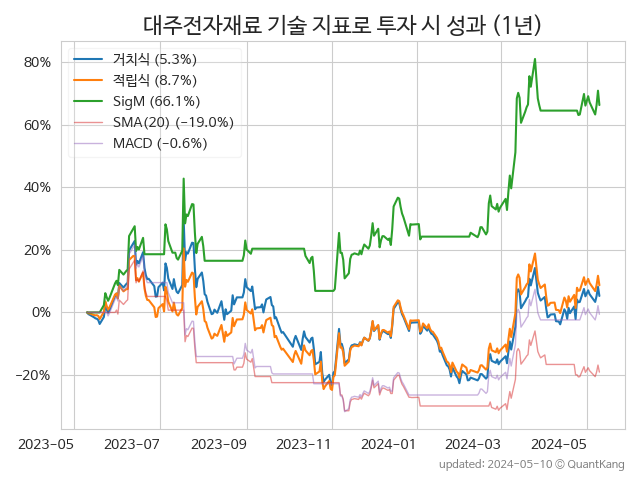 대주전자재료 기술 지표로 투자 시 성과 (1년)
거치식 (5.3%)
적립식 (8.7%)
SigM (66.1%)
SMA(20) (−19.0%)
MACD (−0.6%)
80%
60%
40%
20%
0%
−20%
2023-05 2023-07 2023-09 2023-11 2024-01 2024-03 2024-05
updated: 2024-05-10 © QuantKang